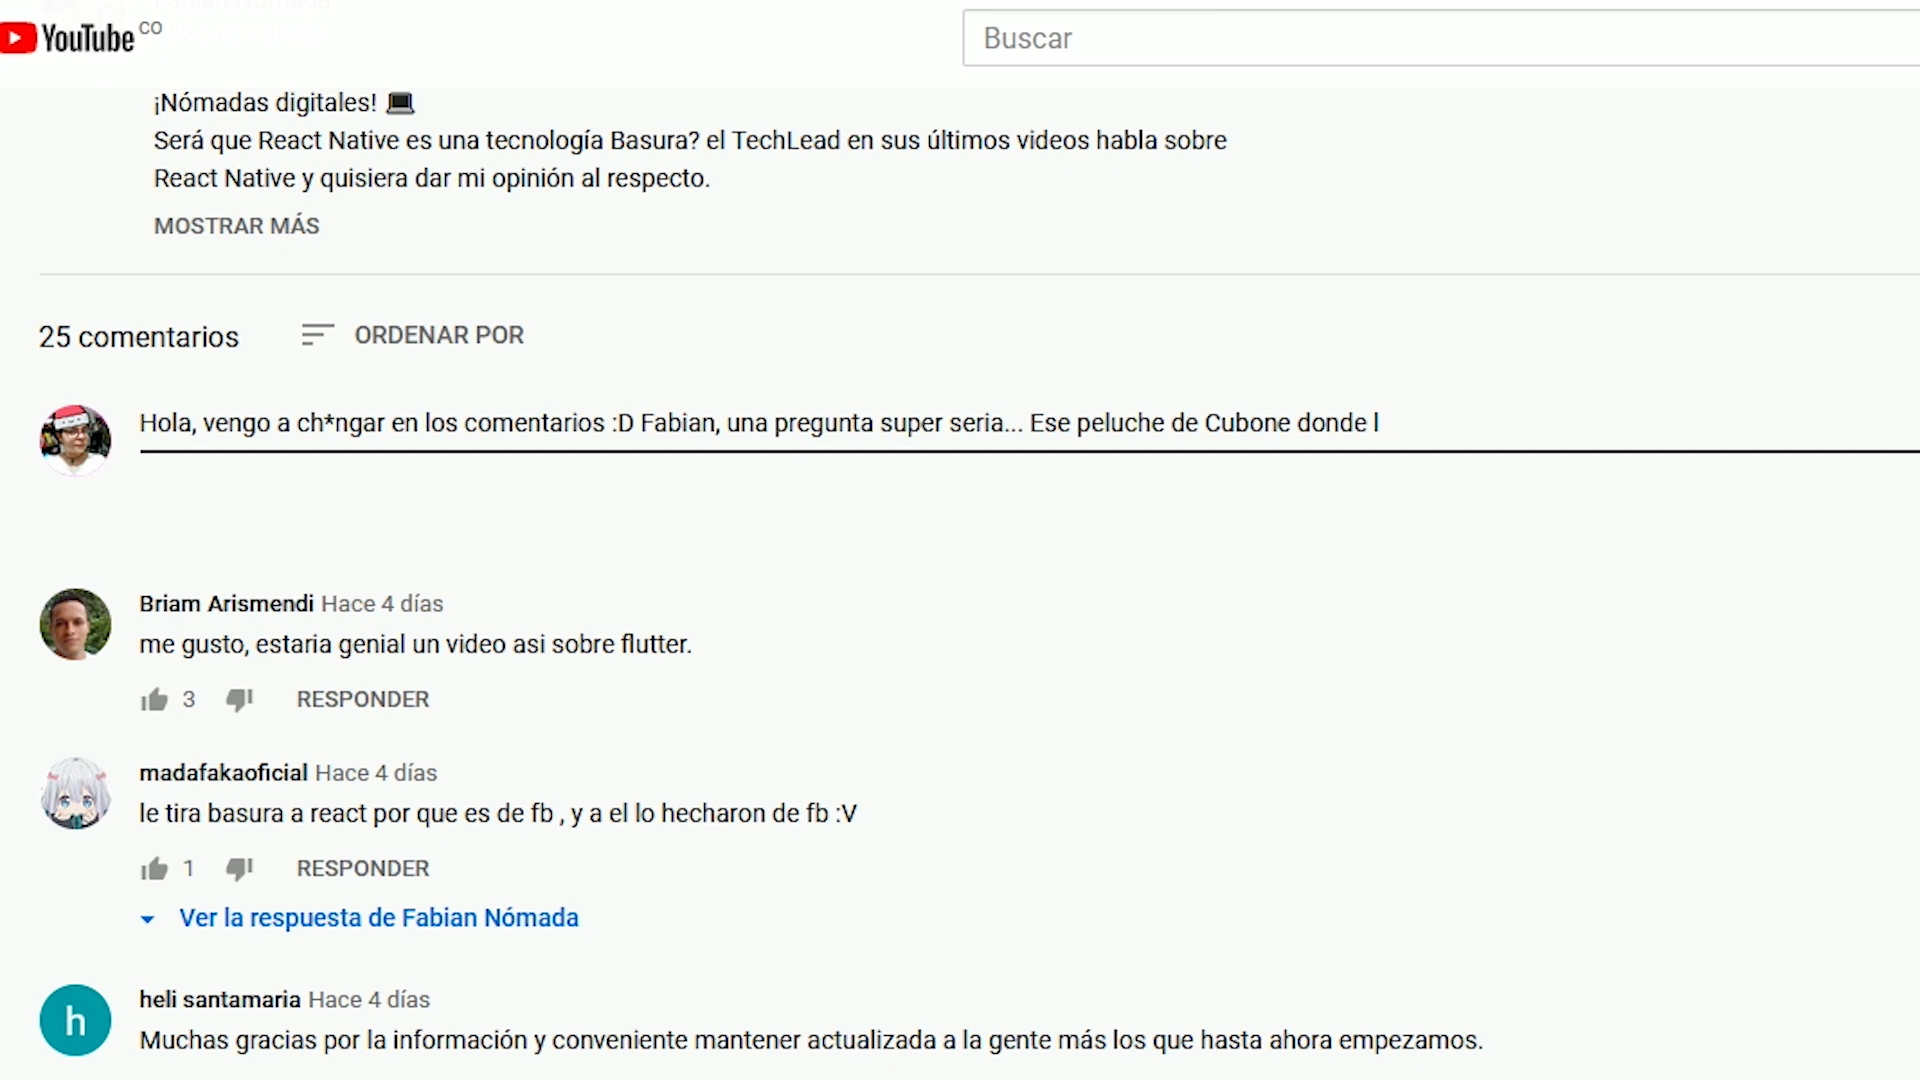 YouTube CO
Buscar
¡Nómadas digitales!
Será que React Native es una tecnología Basura? el TechLead en sus últimos videos habla sobre
React Native y quisiera dar mi opinión al respecto.
MOSTRAR MÁS
25 comentarios
ORDENAR POR
Hola, vengo a ch*ngar en los comentarios :D Fabian, una pregunta super seria... Ese peluche de Cubone donde l
Briam Arismendi Hace 4 días
me gusto, estaria genial un video asi sobre flutter.
3
RESPONDER
madafakaoficial Hace 4 días
le tira basura a react por que es de fb , y a el lo hecharon de fb :V
1
RESPONDER
Ver la respuesta de Fabian Nómada
h
heli santamaria Hace 4 días
Muchas gracias por la información y conveniente mantener actualizada a la gente más los que hasta ahora empezamos.